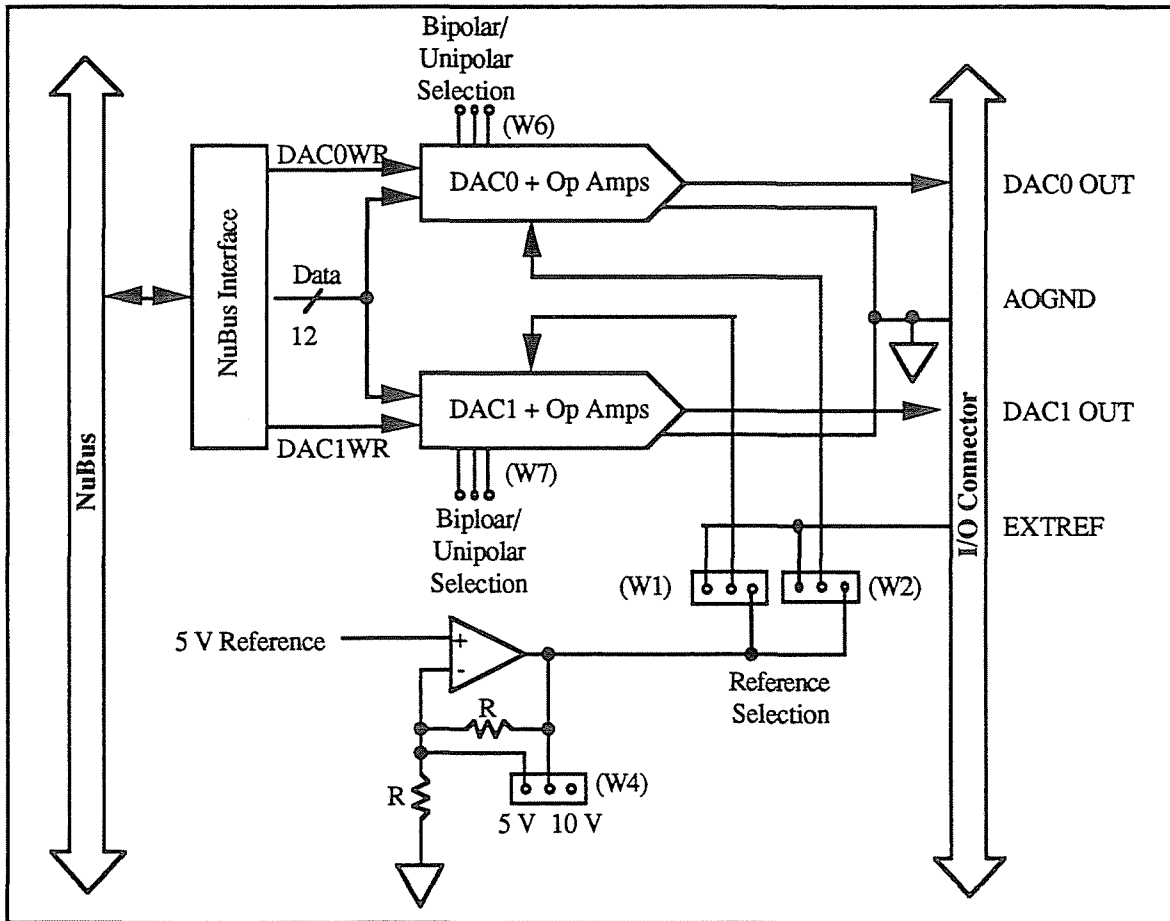 Bipolar/
Unipolar
Selection
(W6)
DAC0WR
DAC0 + Op Amps
DAC0 OUT
NuBus Interface
Data
12
AOGND
DAC1 + Op Amps
DAC1 OUT
DAC1WR
(W7)
NuBus
I/O Connector
Biploar/
Unipolar
Selection
EXTREF
(W1)
(W2)
5 V Reference
+
-
Reference
Selection
R
R
(W4)
5 V 10 V